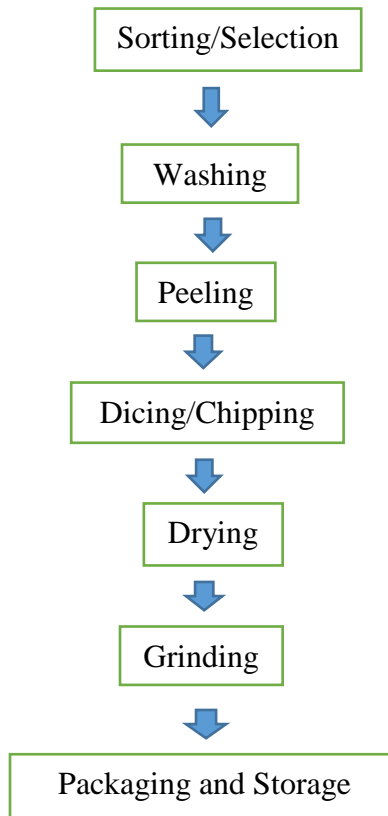 Sorting/Selection
Washing
Peeling
Dicing/Chipping
Drying
Grinding
Packaging and Storage